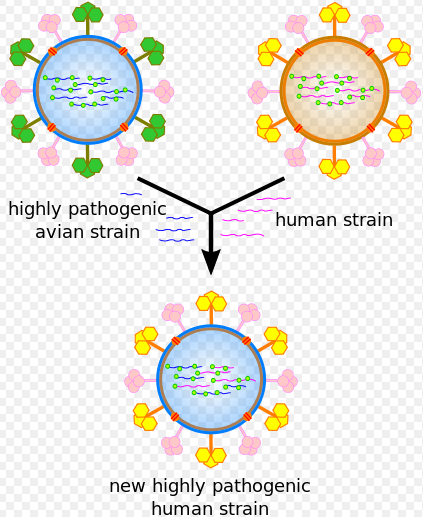 highly pathogenic
avian strain
human strain
new highly pathogenic
human strain